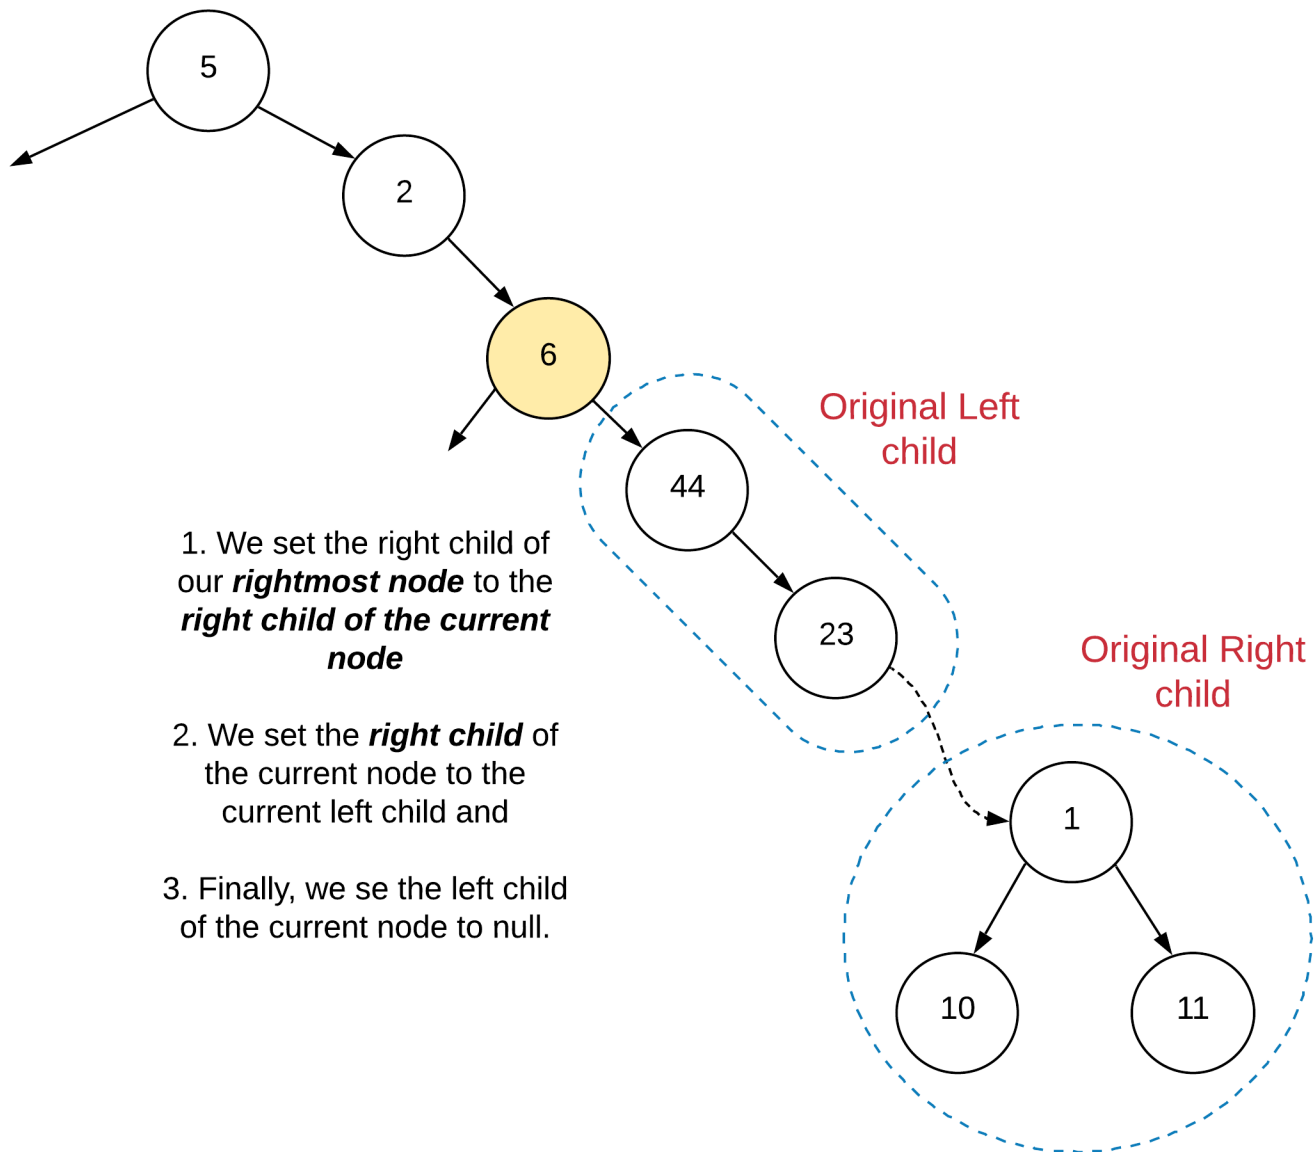 5
2
6
Original Left
child
44
1. We set the right child of
our rightmost node to the
right child of the current
node
23
Original Right
child
2. We set the right child of
the current node to the
current left child and
1
3. Finally, we se the left child
of the current node to null.
10
11